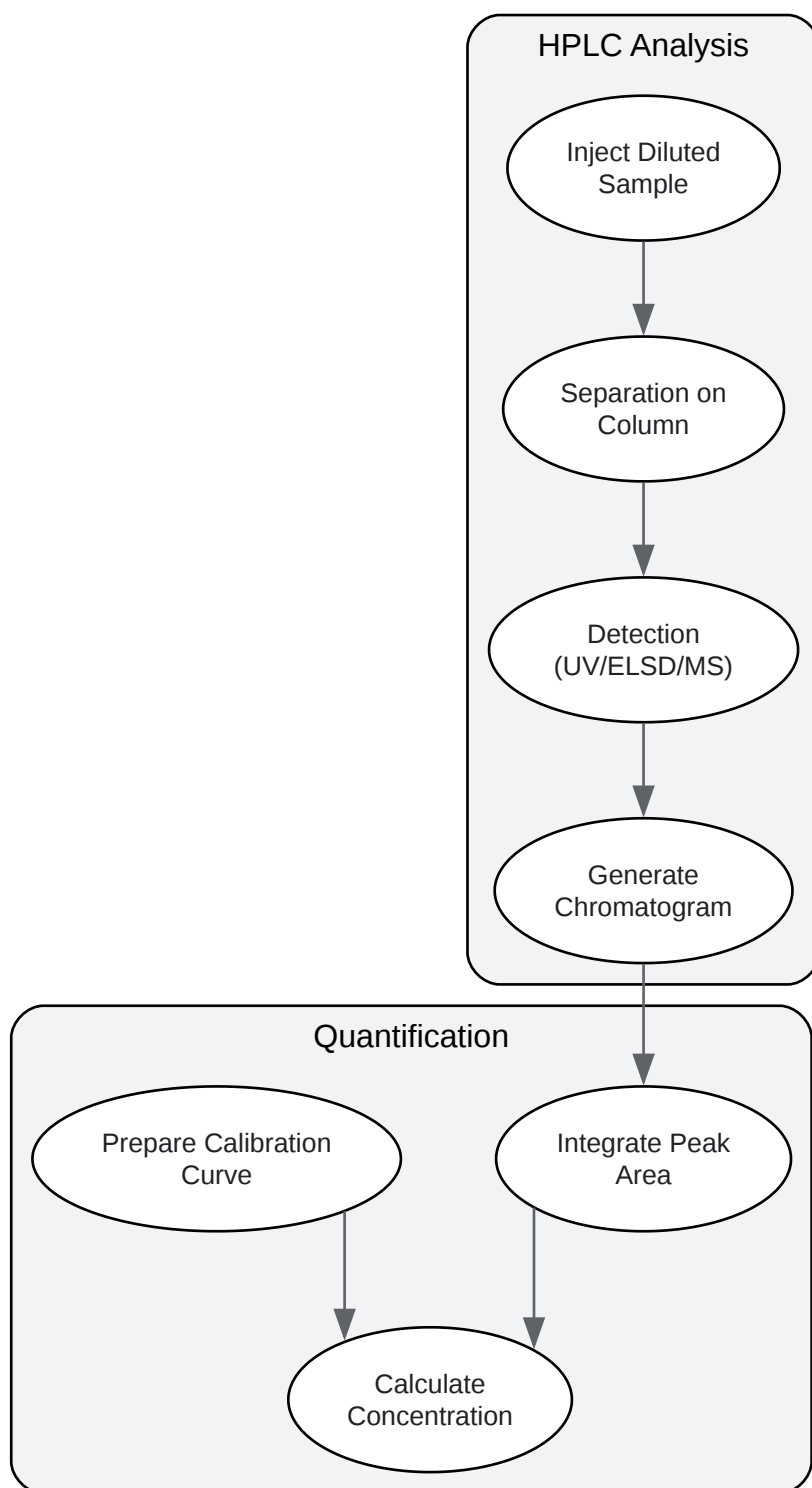 HPLC Analysis
Inject Diluted
Sample
Separation on
Column
Detection
(UV/ELSD/MS)
Generate
Chromatogram
Quantification
Prepare Calibration
Curve
Integrate Peak
Area
Calculate
Concentration